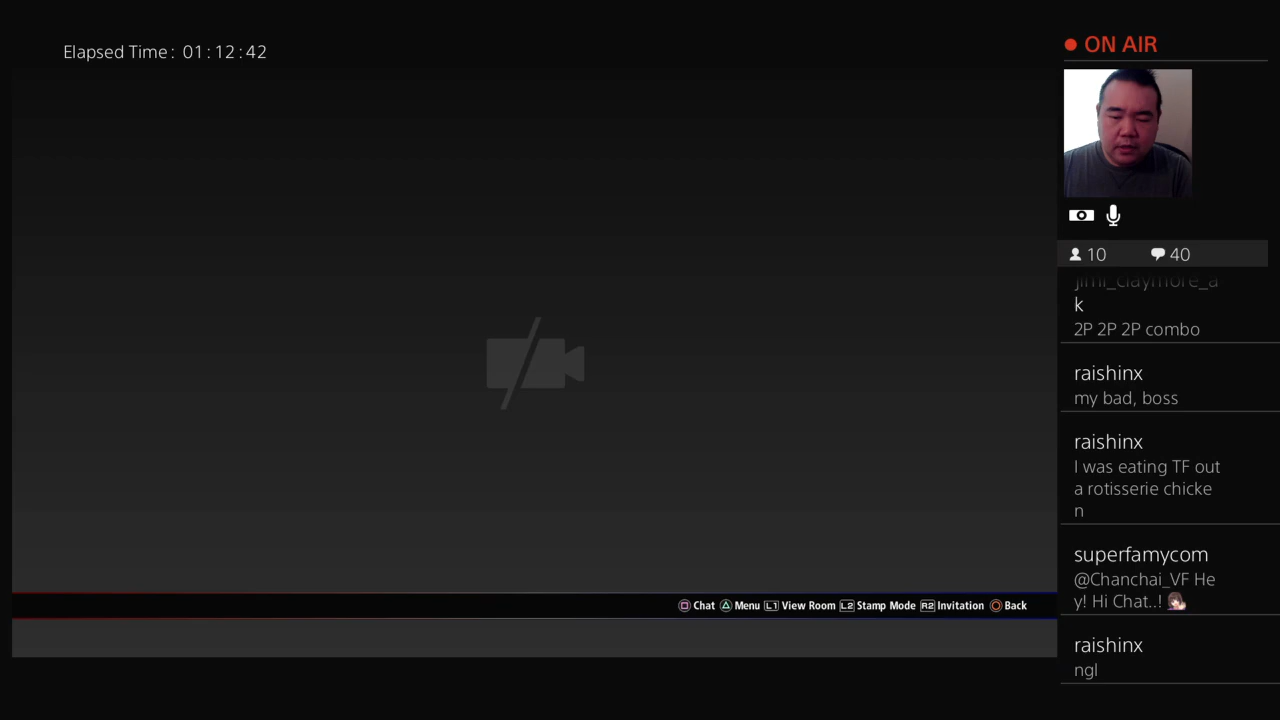 Elapsed Time: 01:12:42
ON AIR
10 40
jimi_claymore_a
k
2P 2P 2P combo
raishinx
my bad, boss
raishinx
I was eating TF out
a rotisserie chicke
n
superfamycom
@Chanchai_VF He
y! Hi Chat..!
raishinx
ngl
Chat Menu L1 View Room L2 Stamp Mode R2 Invitation Back